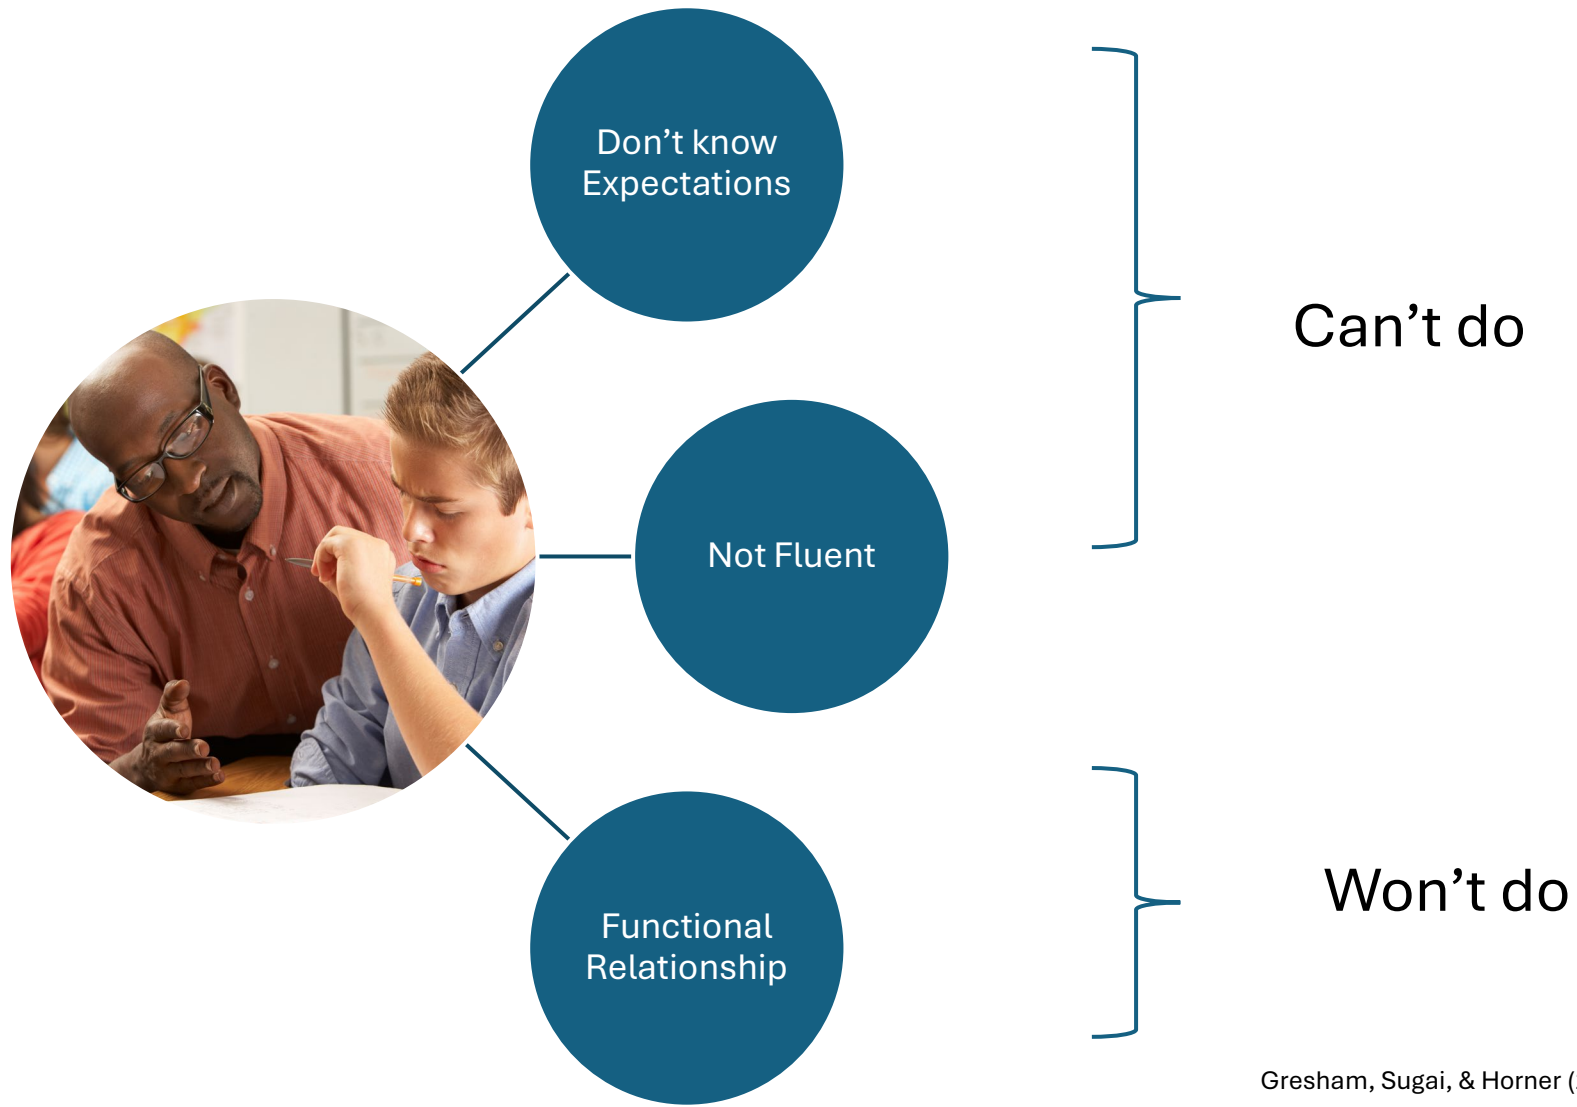 Don’t know
Expectations
Can’t do
Not Fluent
Won’t do
Functional
Relationship
Gresham, Sugai, & Horner (